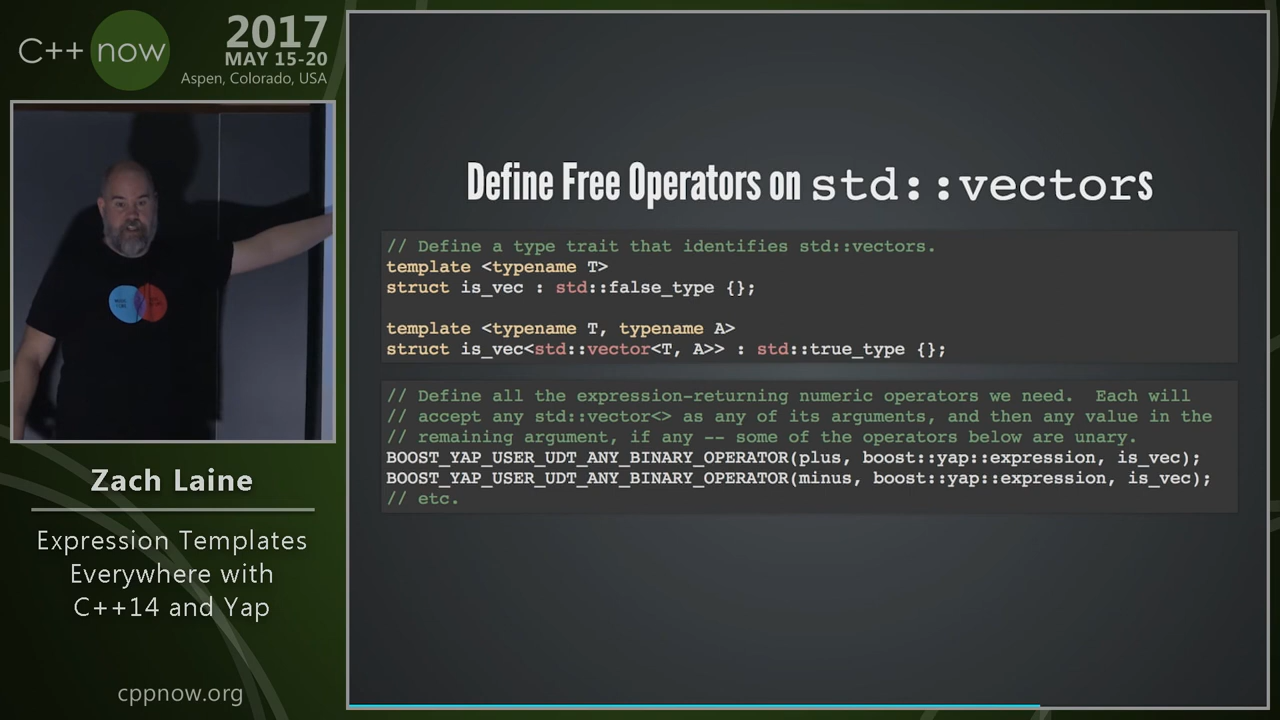 C++ now
2017
MAY 15-20
Aspen, Colorado, USA
Zach Laine
Expression Templates
Everywhere with
C++14 and Yap
cppnow.org
Define Free Operators on std::vectors
// Define a type trait that identifies std::vectors.
template <typename T>
struct is_vec : std::false_type {};
template <typename T, typename A>
struct is_vec<std::vector<T, A>> : std::true_type {};
// Define all the expression-returning numeric operators we need.  Each will
// accept any std::vector<> as any of its arguments, and then any value in the
// remaining argument, if any -- some of the operators below are unary.
BOOST_YAP_USER_UDT_ANY_BINARY_OPERATOR(plus, boost::yap::expression, is_vec);
BOOST_YAP_USER_UDT_ANY_BINARY_OPERATOR(minus, boost::yap::expression, is_vec);
// etc.